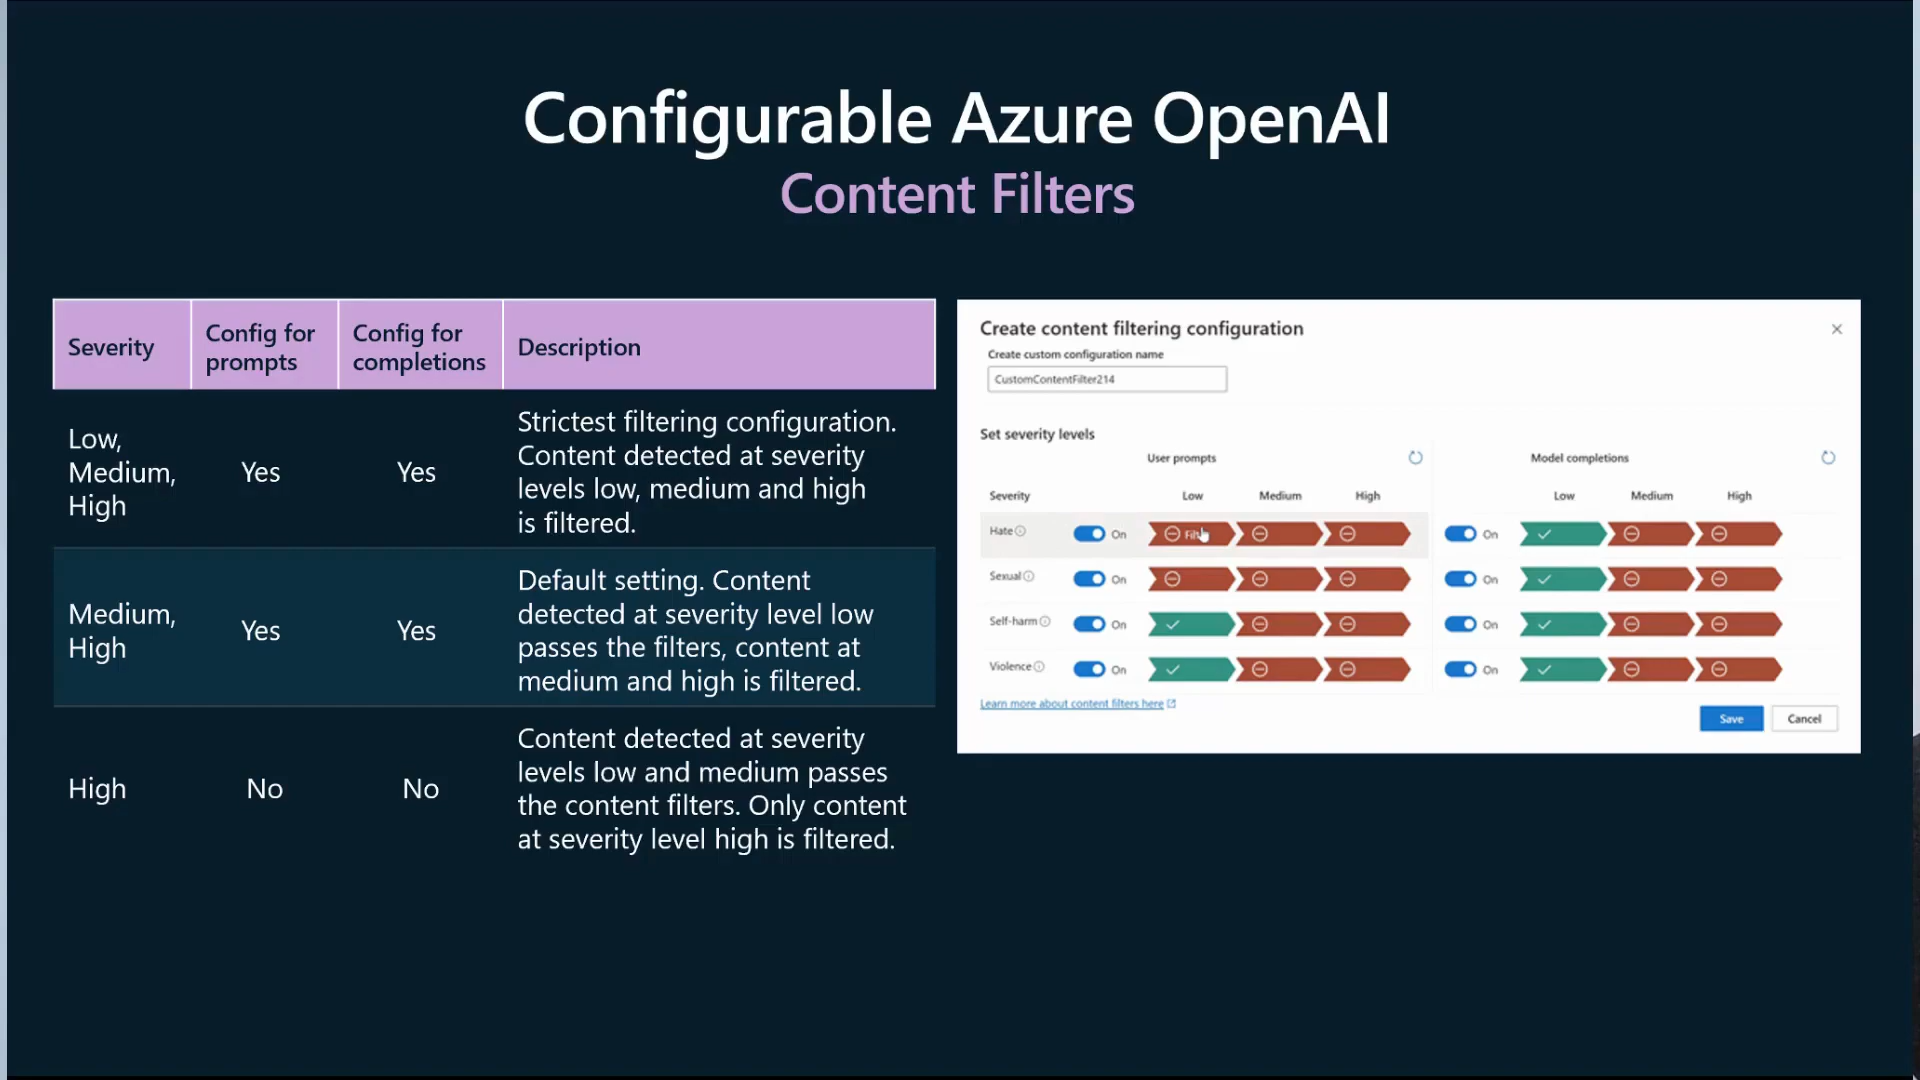 Configurable Azure OpenAI
Content Filters
Severity
Config for
prompts
Config for
completions
Description
Low,
Medium,
High
Yes
Yes
Strictest filtering configuration.
Content detected at severity
levels low, medium and high
is filtered.
Medium,
High
Yes
Yes
Default setting. Content
detected at severity level low
passes the filters, content at
medium and high is filtered.
High
No
No
Content detected at severity
levels low and medium passes
the content filters. Only content
at severity level high is filtered.
Create content filtering configuration
Create custom configuration name
CustomContentFilter214
Set severity levels
User prompts
Model completions
Severity
Low Medium High
Low Medium High
Hate On On
Sexual On On
Self-harm On On
Violence On On
Learn more about content filters here
Save Cancel